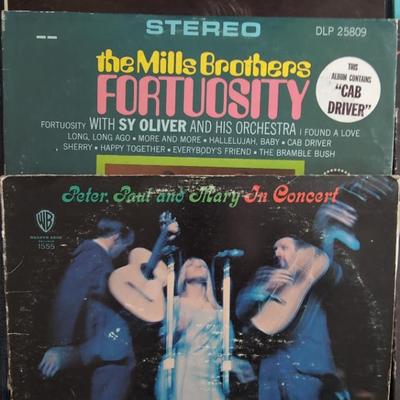 STEREO
DLP 25809
the Mills Brothers
FORTUOSITY
THIS
ALBUM CONTAINS
"CAB
DRIVER"
FORTUOSITY WITH SY OLIVER AND HIS ORCHESTRA I FOUND A LOVE
LONG, LONG AGO • MORE AND MORE • HALLELUJAH, BABY • CAB DRIVER
SHERRY • HAPPY TOGETHER • EVERYBODY'S FRIEND • THE BRAMBLE BUSH
Peter, Paul and Mary In Concert
WB
1555